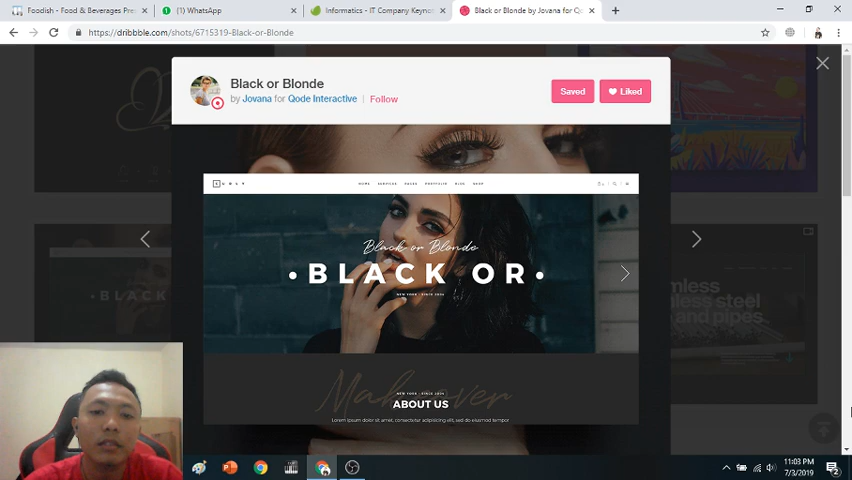 Foodish - Food & Beverages Pre
(1) WhatsApp
Informatics - IT Company Keyno
Black or Blonde by Jovana for Q
https://dribbble.com/shots/6715319-Black-or-Blonde
Black or Blonde
by Jovana for Qode Interactive
Follow
Saved
Liked
HOME SERVICES PAGES PORTFOLIO BLOG SHOP
Black or Blonde
• BLACK OR •
NEW YORK - SINCE 2004
Makeover
NEW YORK - SINCE 2004
ABOUT US
Lorem ipsum dolor sit amet, consectetur adipiscing elit, sed do eiusmod tempor
BLACK
less steel
and pipes.
11:03 PM
7/3/2019
2